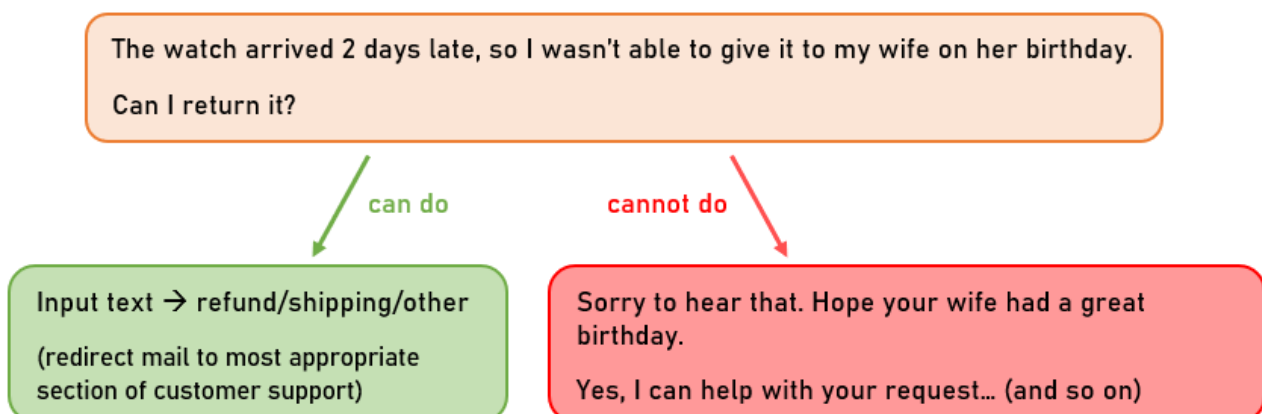 The watch arrived 2 days late, so I wasn't able to give it to my wife on her birthday.
Can I return it?
can do
cannot do
Input text → refund/shipping/other
(redirect mail to most appropriate
section of customer support)
Sorry to hear that. Hope your wife had a great
birthday.
Yes, I can help with your request... (and so on)